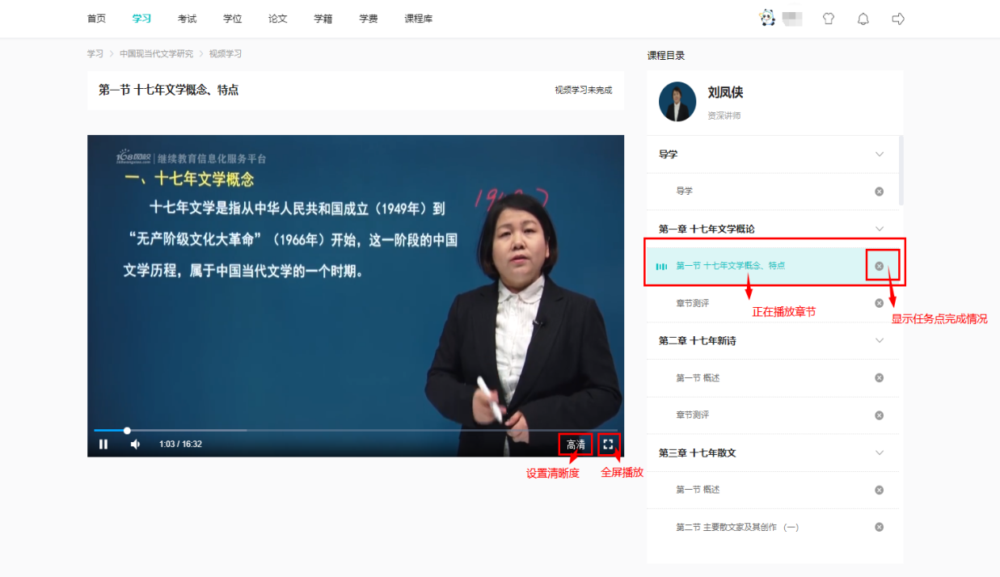 首页 学习 考试 学位 论文 学籍 学费 课程库
学习 > 中国现当代文学研究 > 视频学习
第一节 十七年文学概念、特点
视频学习未完成
继续教育信息化服务平台
一、十七年文学概念
十七年文学是指从中华人民共和国成立（1949年）到
“无产阶级文化大革命”（1966年）开始，这一阶段的中国
文学历程，属于中国当代文学的一个时期。
1:03 / 16:32
高清
设置清晰度
全屏播放
课程目录
刘凤侠
资深讲师
导学
导学
第一章 十七年文学概论
第一节 十七年文学概念、特点
章节测评
正在播放章节
显示任务点完成情况
第二章 十七年新诗
第一节 概述
章节测评
第三章 十七年散文
第一节 概述
第二节 主要散文家及其创作 （一）